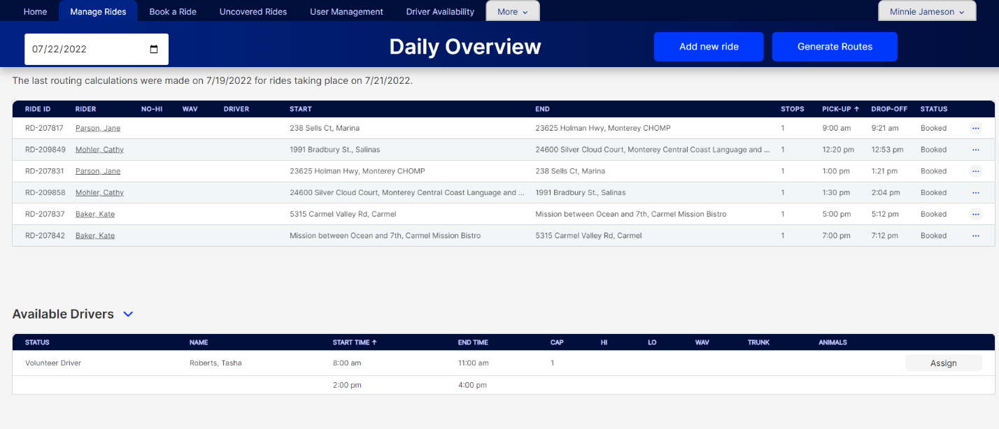 Home Manage Rides Book a Ride Uncovered Rides User Management Driver Availability More Minnie Jameson
07/22/2022 Daily Overview Add new ride Generate Routes
The last routing calculations were made on 7/19/2022 for rides taking place on 7/21/2022.
RIDE ID RIDER NO-HI WAV DRIVER START END STOPS PICK-UP ↑ DROP-OFF STATUS
RD-207817 Parson, Jane 238 Sells Ct, Marina 23625 Holman Hwy, Monterey CHOMP 1 9:00 am 9:21 am Booked ...
RD-209849 Mohler, Cathy 1991 Bradbury St., Salinas 24600 Silver Cloud Court, Monterey Central Coast Language and ... 1 12:20 pm 12:53 pm Booked ...
RD-207831 Parson, Jane 23625 Holman Hwy, Monterey CHOMP 238 Sells Ct, Marina 1 1:00 pm 1:21 pm Booked ...
RD-209858 Mohler, Cathy 24600 Silver Cloud Court, Monterey Central Coast Language and ... 1991 Bradbury St., Salinas 1 1:30 pm 2:04 pm Booked ...
RD-207837 Baker, Kate 5315 Carmel Valley Rd, Carmel Mission between Ocean and 7th, Carmel Mission Bistro 1 5:00 pm 5:12 pm Booked ...
RD-207842 Baker, Kate Mission between Ocean and 7th, Carmel Mission Bistro 5315 Carmel Valley Rd, Carmel 1 7:00 pm 7:12 pm Booked ...
Available Drivers
STATUS NAME START TIME ↑ END TIME CAP HI LO WAV TRUNK ANIMALS
Volunteer Driver Roberts, Tasha 8:00 am 11:00 am 1 Assign
2:00 pm 4:00 pm